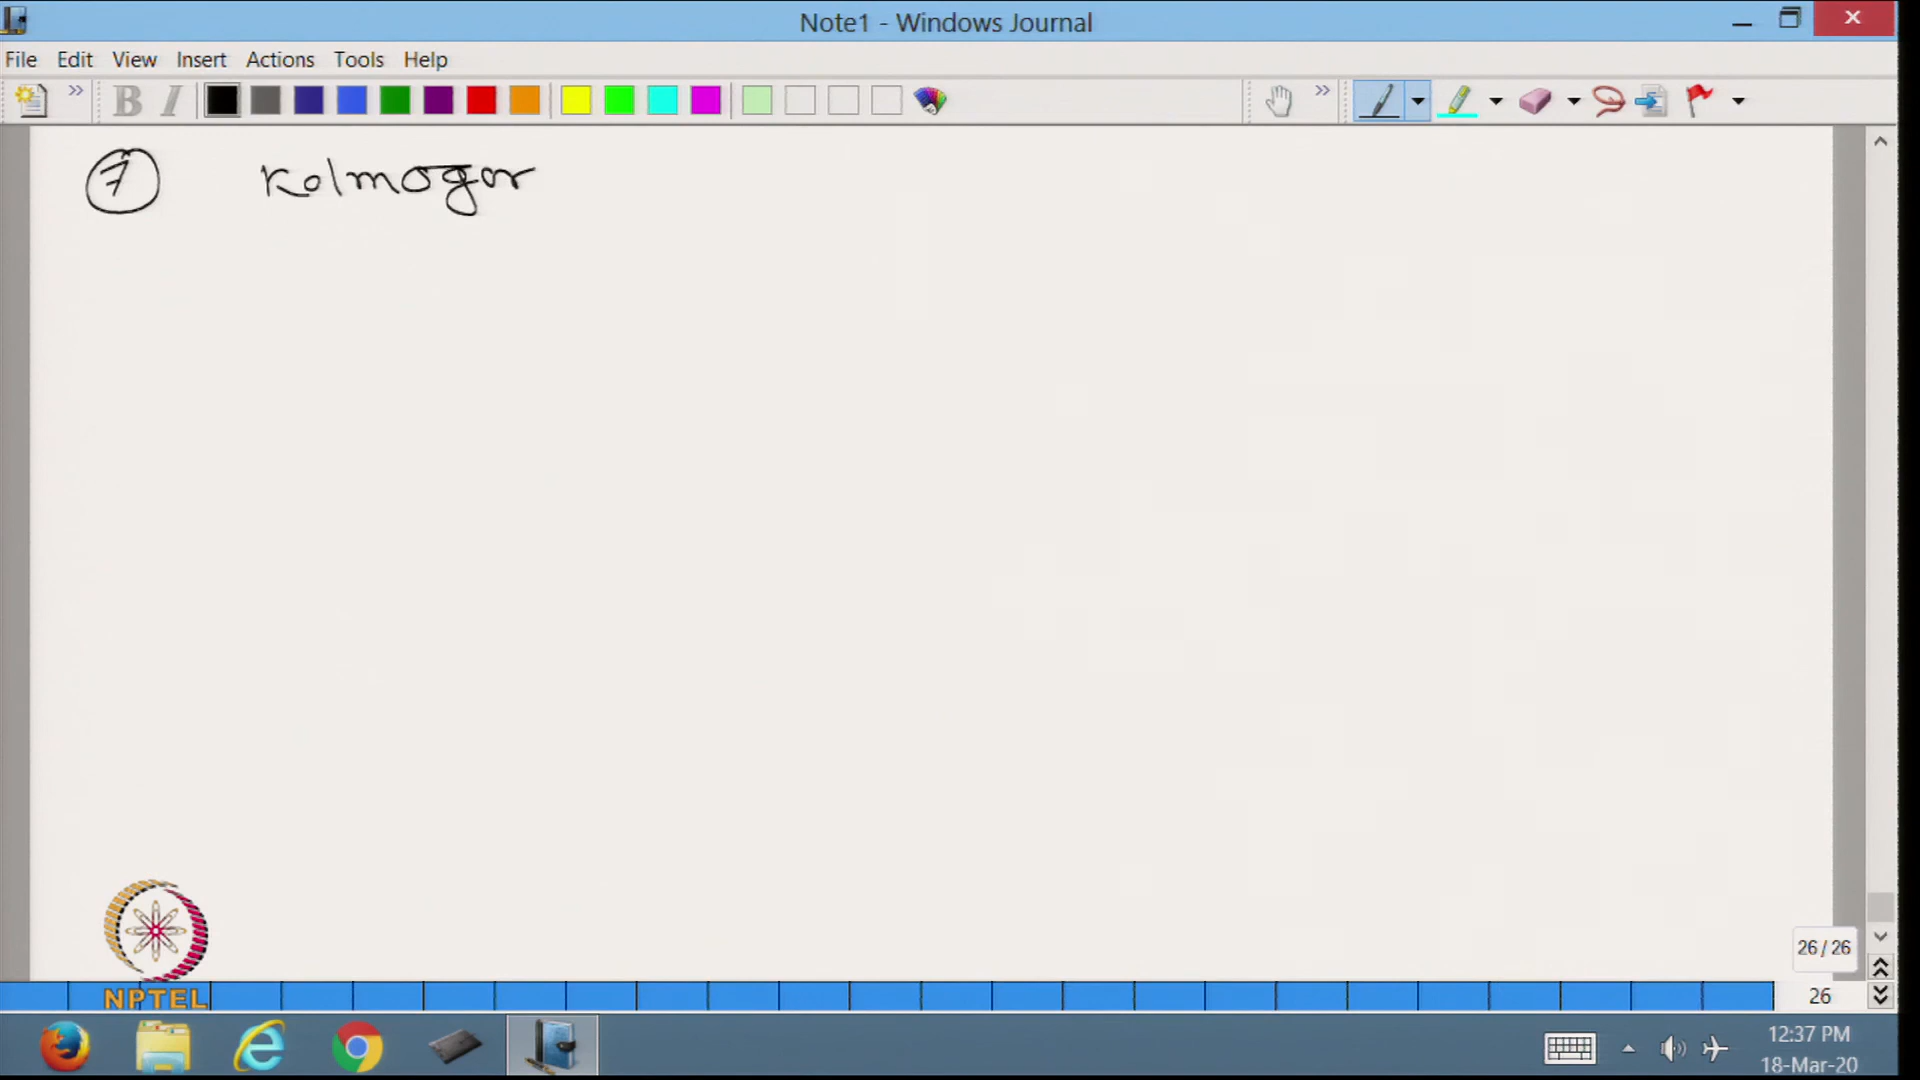 Note1 - Windows Journal
File Edit View Insert Actions Tools Help
B I
7 Kolmogor
26 / 26
NPTEL
26
12:37 PM
18-Mar-20